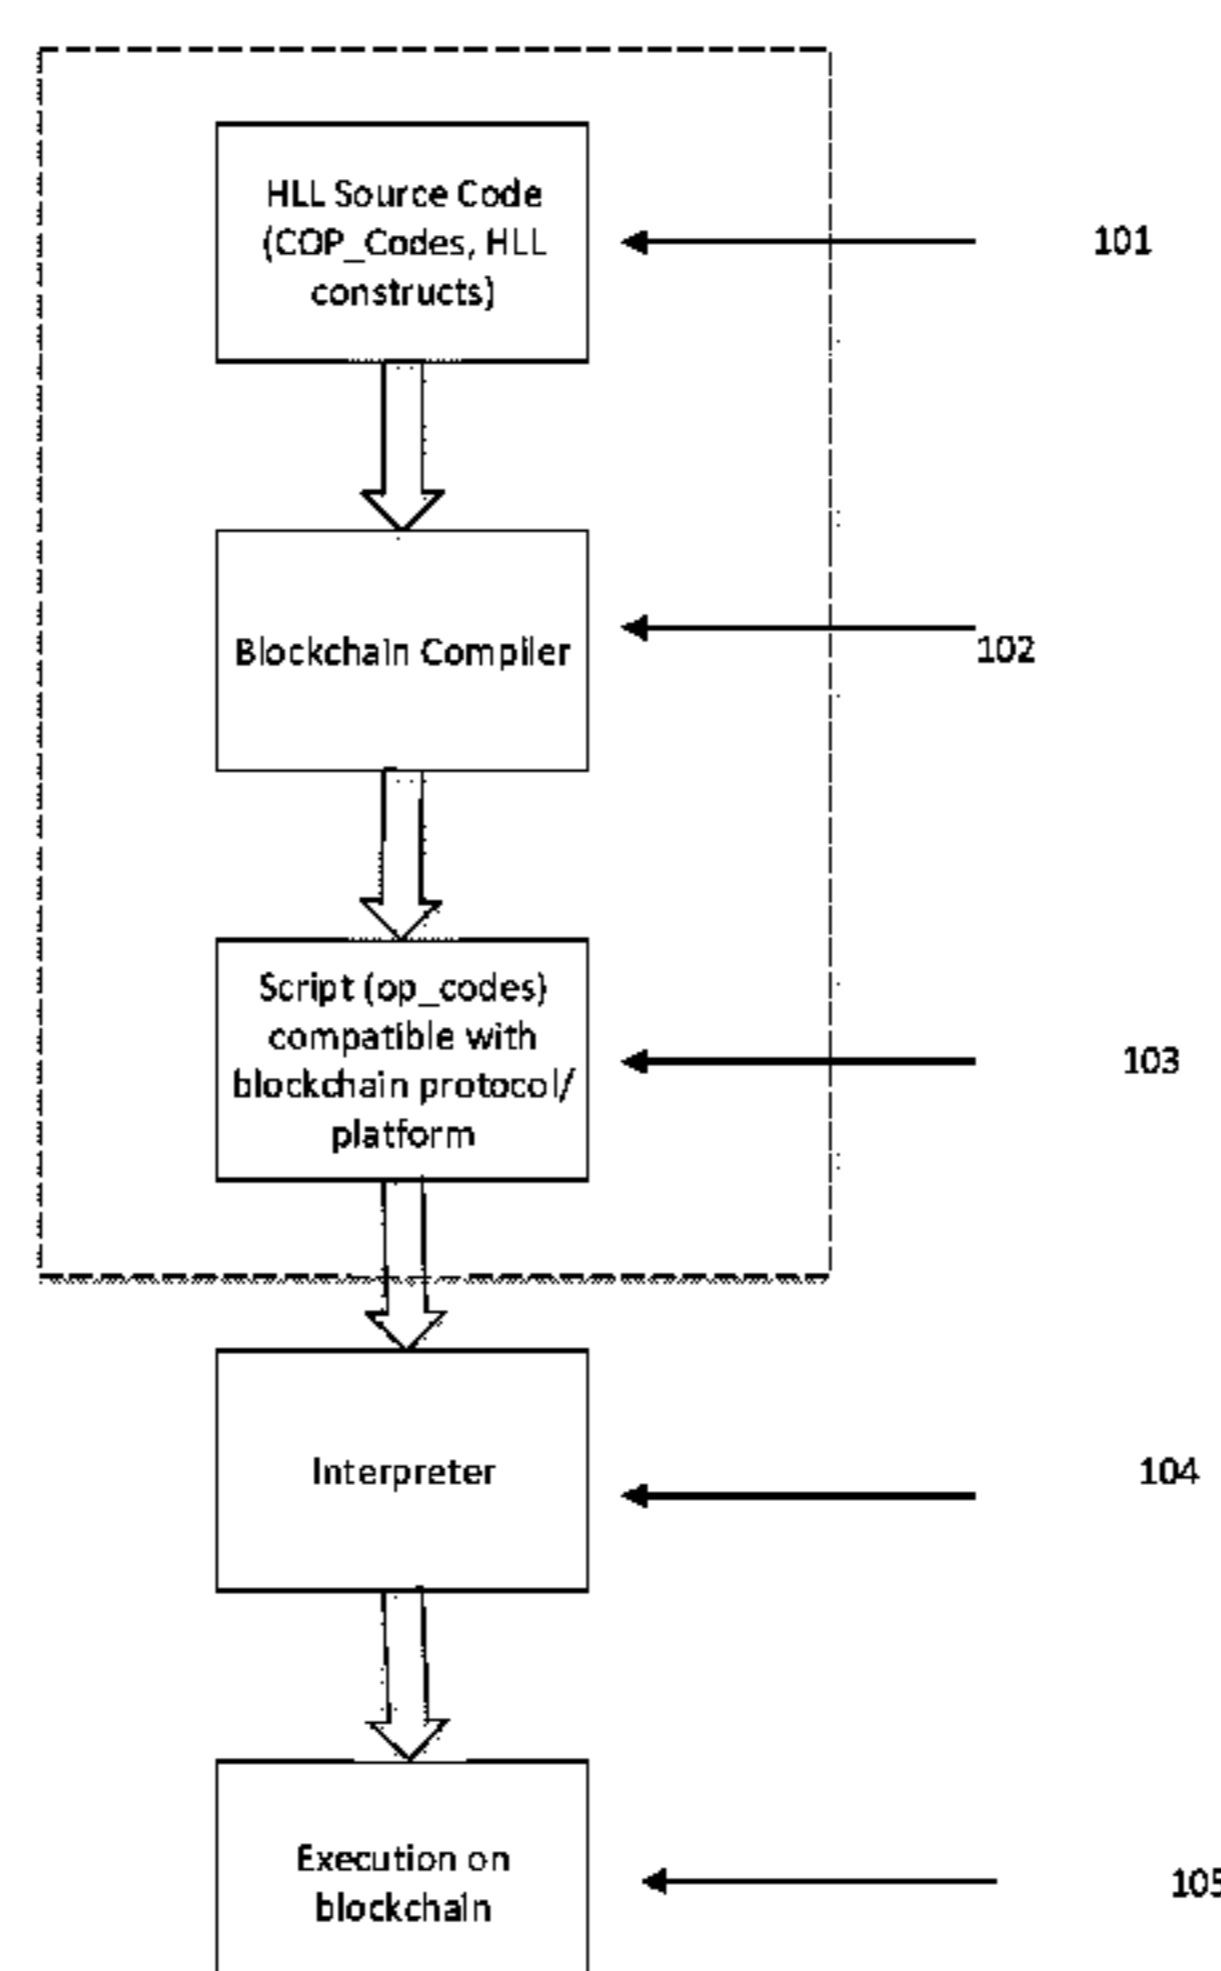 HLL Source Code
(COP_Codes, HLL
constructs)
101
Blockchain Compiler
102
Script (op_codes)
compatible with
blockchain protocol/
platform
103
Interpreter
104
Execution on
blockchain
105